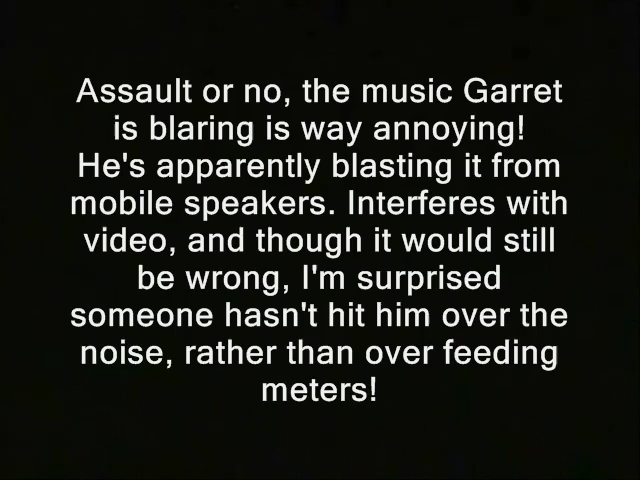 Assault or no, the music Garret
is blaring is way annoying!
He's apparently blasting it from
mobile speakers. Interferes with
video, and though it would still
be wrong, I'm surprised
someone hasn't hit him over the
noise, rather than over feeding
meters!